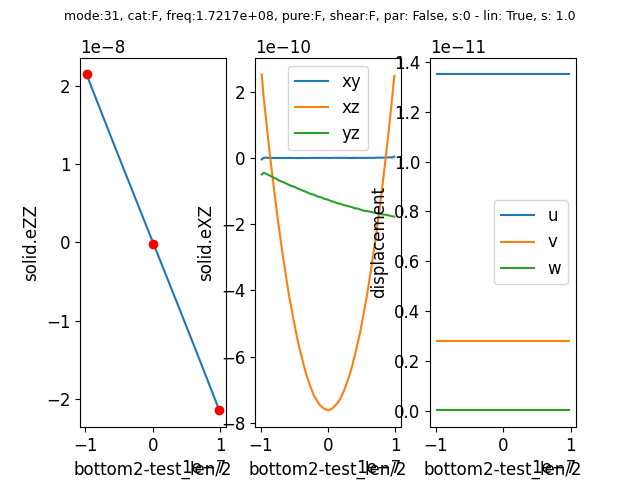 mode:31, cat:F, freq:1.7217e+08, pure:F, shear:F, par: False, s:0 - lin: True, s: 1.0
1e−8
2
1
0
−1
−2
−1
0
1
1e−7
solid.eZZ
bottom2-test_len/2
1e−10
2
0
−2
−4
−6
−8
−1
0
1
1e−7
xy
xz
yz
solid.eXZ
bottom2-test_len/2
1e−11
1.4
1.2
1.0
0.8
0.6
0.4
0.2
0.0
−1
0
1
1e−7
u
v
w
displacement
bottom2-test_len/2